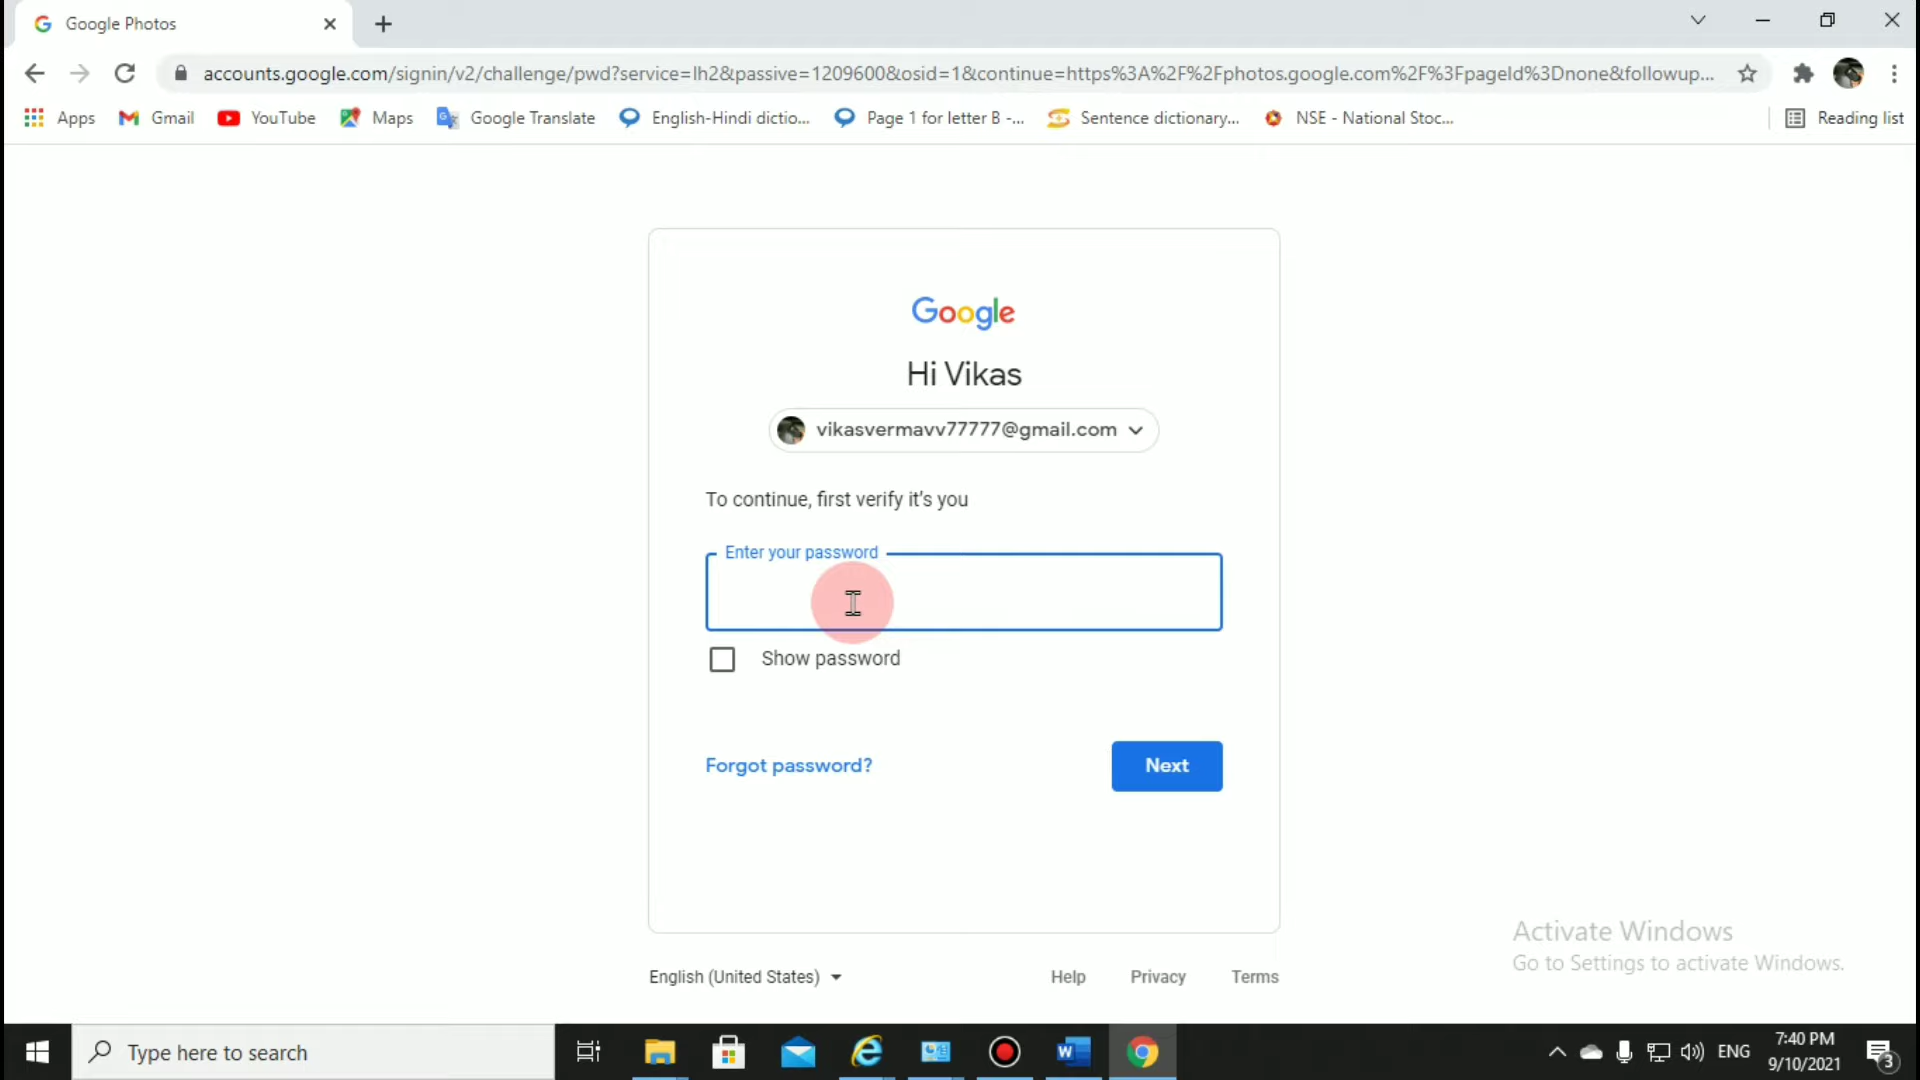 Google Photos
accounts.google.com/signin/v2/challenge/pwd?service=lh2&passive=1209600&osid=1&continue=https%3A%2F%2Fphotos.google.com%2F%3FpageId%3Dnone&followup...
Apps Gmail YouTube Maps Google Translate English-Hindi dictio... Page 1 for letter B -... Sentence dictionary... NSE - National Stoc... Reading list
Google
Hi Vikas
vikasvermavv77777@gmail.com
To continue, first verify it's you
Enter your password
Show password
Forgot password? Next
Activate Windows
Go to Settings to activate Windows.
English (United States) Help Privacy Terms
Type here to search
ENG
7:40 PM
9/10/2021
3